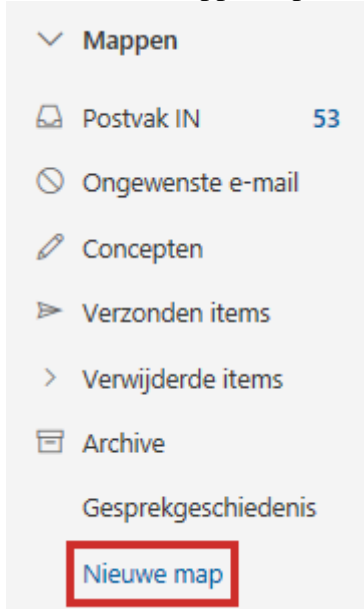 Mappen
Postvak IN 53
Ongewenste e-mail
Concepten
Verzonden items
Verwijderde items
Archive
Gesprekgeschiedenis
Nieuwe map